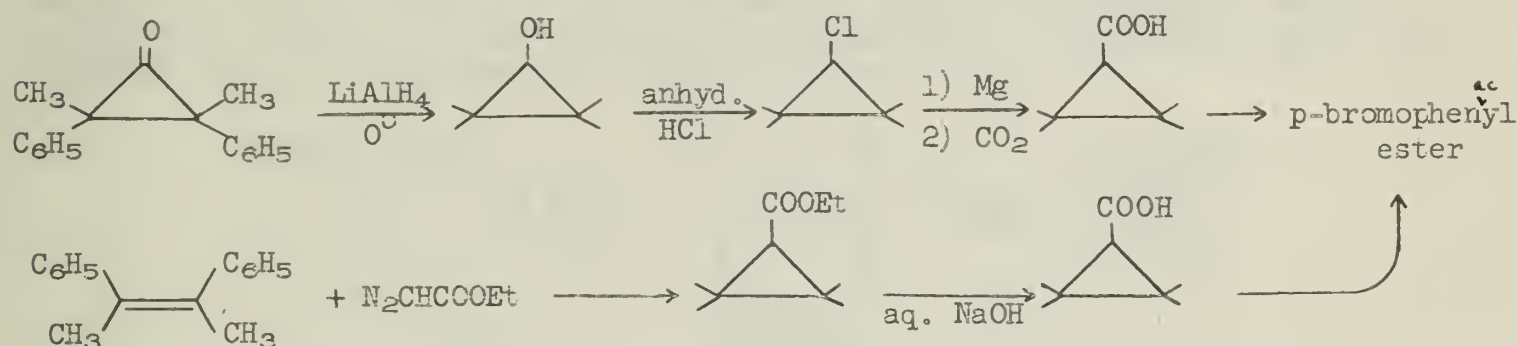 O OH Cl COOH
CH₃ CH₃ LiAlH₄ anhyd. 1) Mg ac
C₆H₅ C₆H₅ 0° HCl 2) CO₂ p-bromophenyl
ester
COOEt COOH
C₆H₅ C₆H₅
+ N₂CHCOOEt
CH₃ CH₃ aq. NaOH